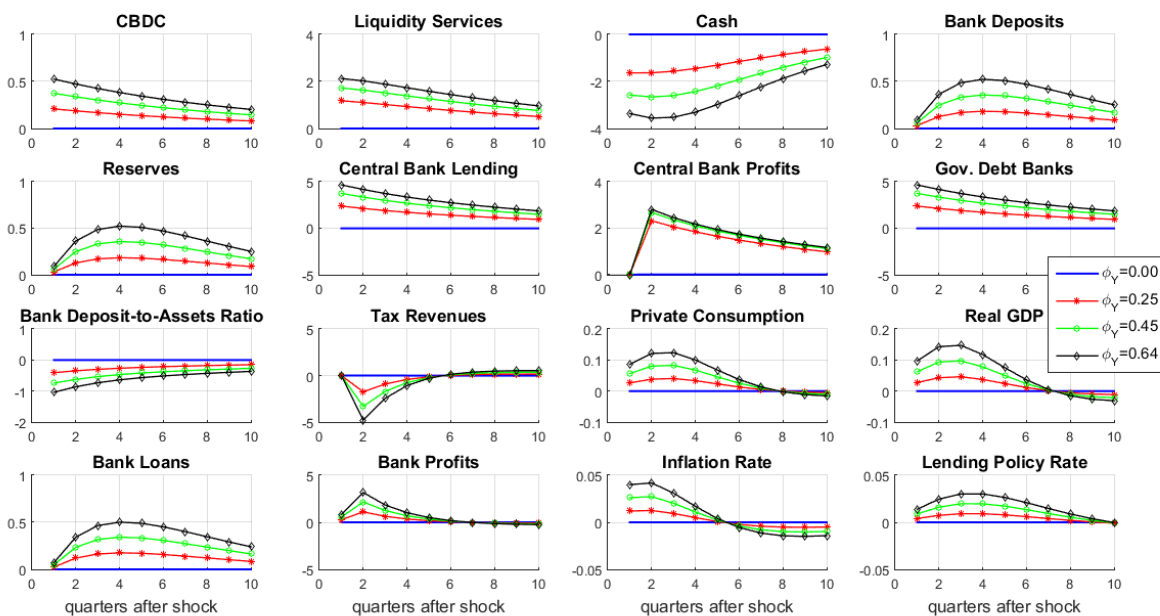 CBDC
1
0.5
0
0 2 4 6 8 10
Liquidity Services
4
2
0
0 2 4 6 8 10
Cash
0
-2
-4
0 2 4 6 8 10
Bank Deposits
1
0.5
0
0 2 4 6 8 10
Reserves
1
0.5
0
0 2 4 6 8 10
Central Bank Lending
5
0
-5
0 2 4 6 8 10
Central Bank Profits
4
2
0
0 2 4 6 8 10
Gov. Debt Banks
5
0
-5
0 2 4 6 8 10
ϕY=0.00
ϕY=0.25
ϕY=0.45
ϕY=0.64
Bank Deposit-to-Assets Ratio
1
0
-1
-2
0 2 4 6 8 10
Tax Revenues
5
0
-5
0 2 4 6 8 10
Private Consumption
0.2
0.1
0
-0.1
0 2 4 6 8 10
Real GDP
0.2
0.1
0
-0.1
0 2 4 6 8 10
Bank Loans
1
0.5
0
0 2 4 6 8 10
quarters after shock
Bank Profits
5
0
-5
0 2 4 6 8 10
quarters after shock
Inflation Rate
0.05
0
-0.05
0 2 4 6 8 10
quarters after shock
Lending Policy Rate
0.05
0
-0.05
0 2 4 6 8 10
quarters after shock